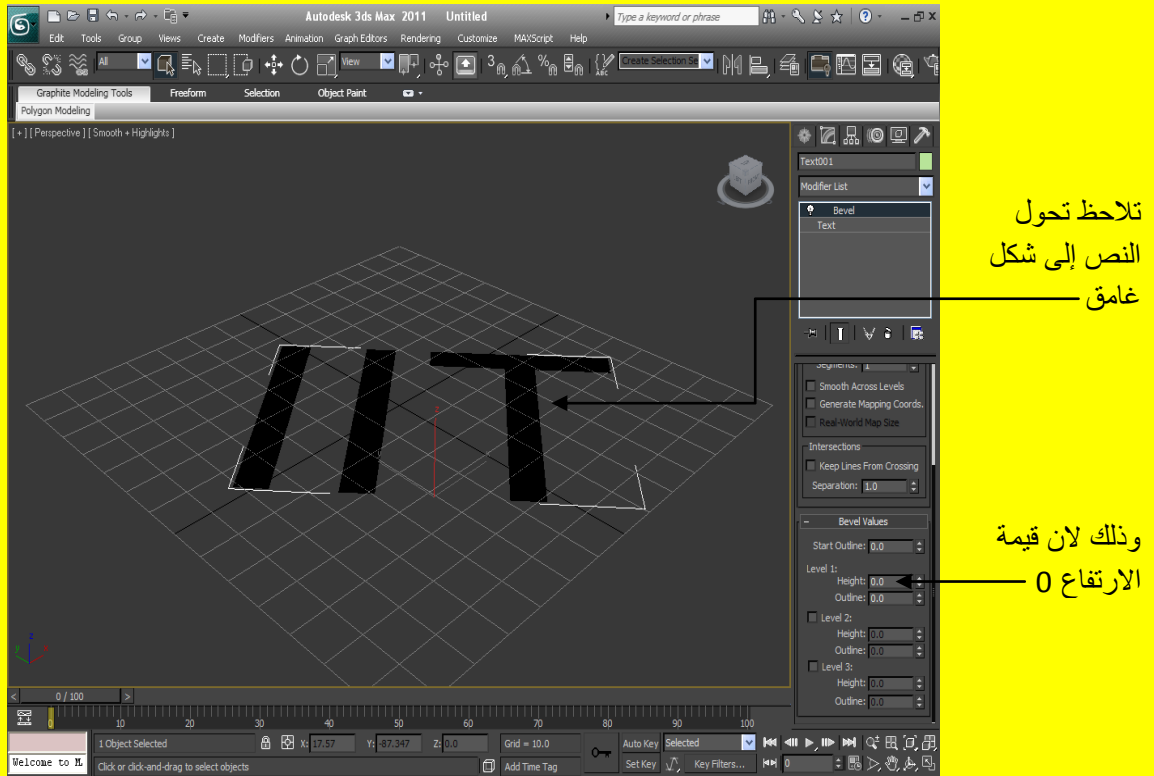 Autodesk 3ds Max 2011 Untitled
Type a keyword or phrase
Edit Tools Group Views Create Modifiers Animation Graph Editors Rendering Customize MAXScript Help
All
View
3
Create Selection Se
Graphite Modeling Tools Freeform Selection Object Paint
Polygon Modeling
[ + ] [ Perspective ] [ Smooth + Highlights ]
Text001
Modifier List
Bevel
Text
تلاحظ تحول
النص إلى شكل
غامق
Segments: 1
Smooth Across Levels
Generate Mapping Coords.
Real-World Map Size
Intersections
Keep Lines From Crossing
Separation: 1.0
Bevel Values
Start Outline: 0.0
Level 1:
Height: 0.0
Outline: 0.0
Level 2:
Height: 0.0
Outline: 0.0
Level 3:
Height: 0.0
Outline: 0.0
وذلك لان قيمة
الارتفاع 0
IIT
z
z
x
y
0 / 100
0 10 20 30 40 50 60 70 80 90 100
1 Object Selected X: 17.57 Y: -87.347 Z: 0.0 Grid = 10.0 Auto Key Selected
Welcome to M Click or click-and-drag to select objects Add Time Tag Set Key Key Filters... 0